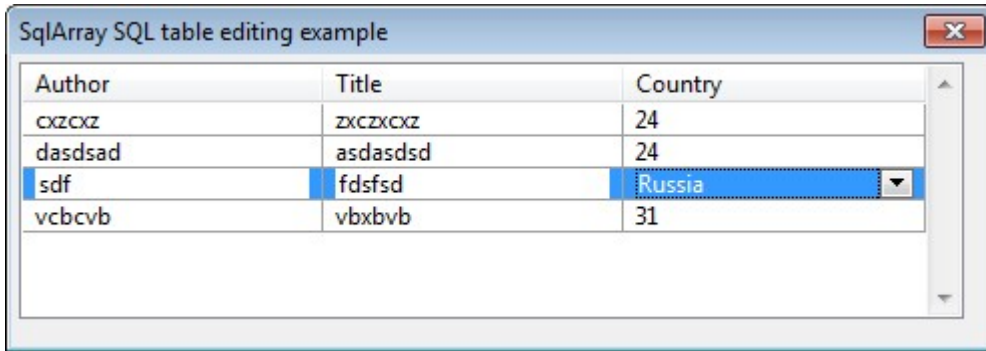 SqlArray SQL table editing example
Author Title Country
cxzcxz zxczxcxz 24
dasdsad asdasdsd 24
sdf fdsfsd Russia
vcbcvb vbxbvb 31